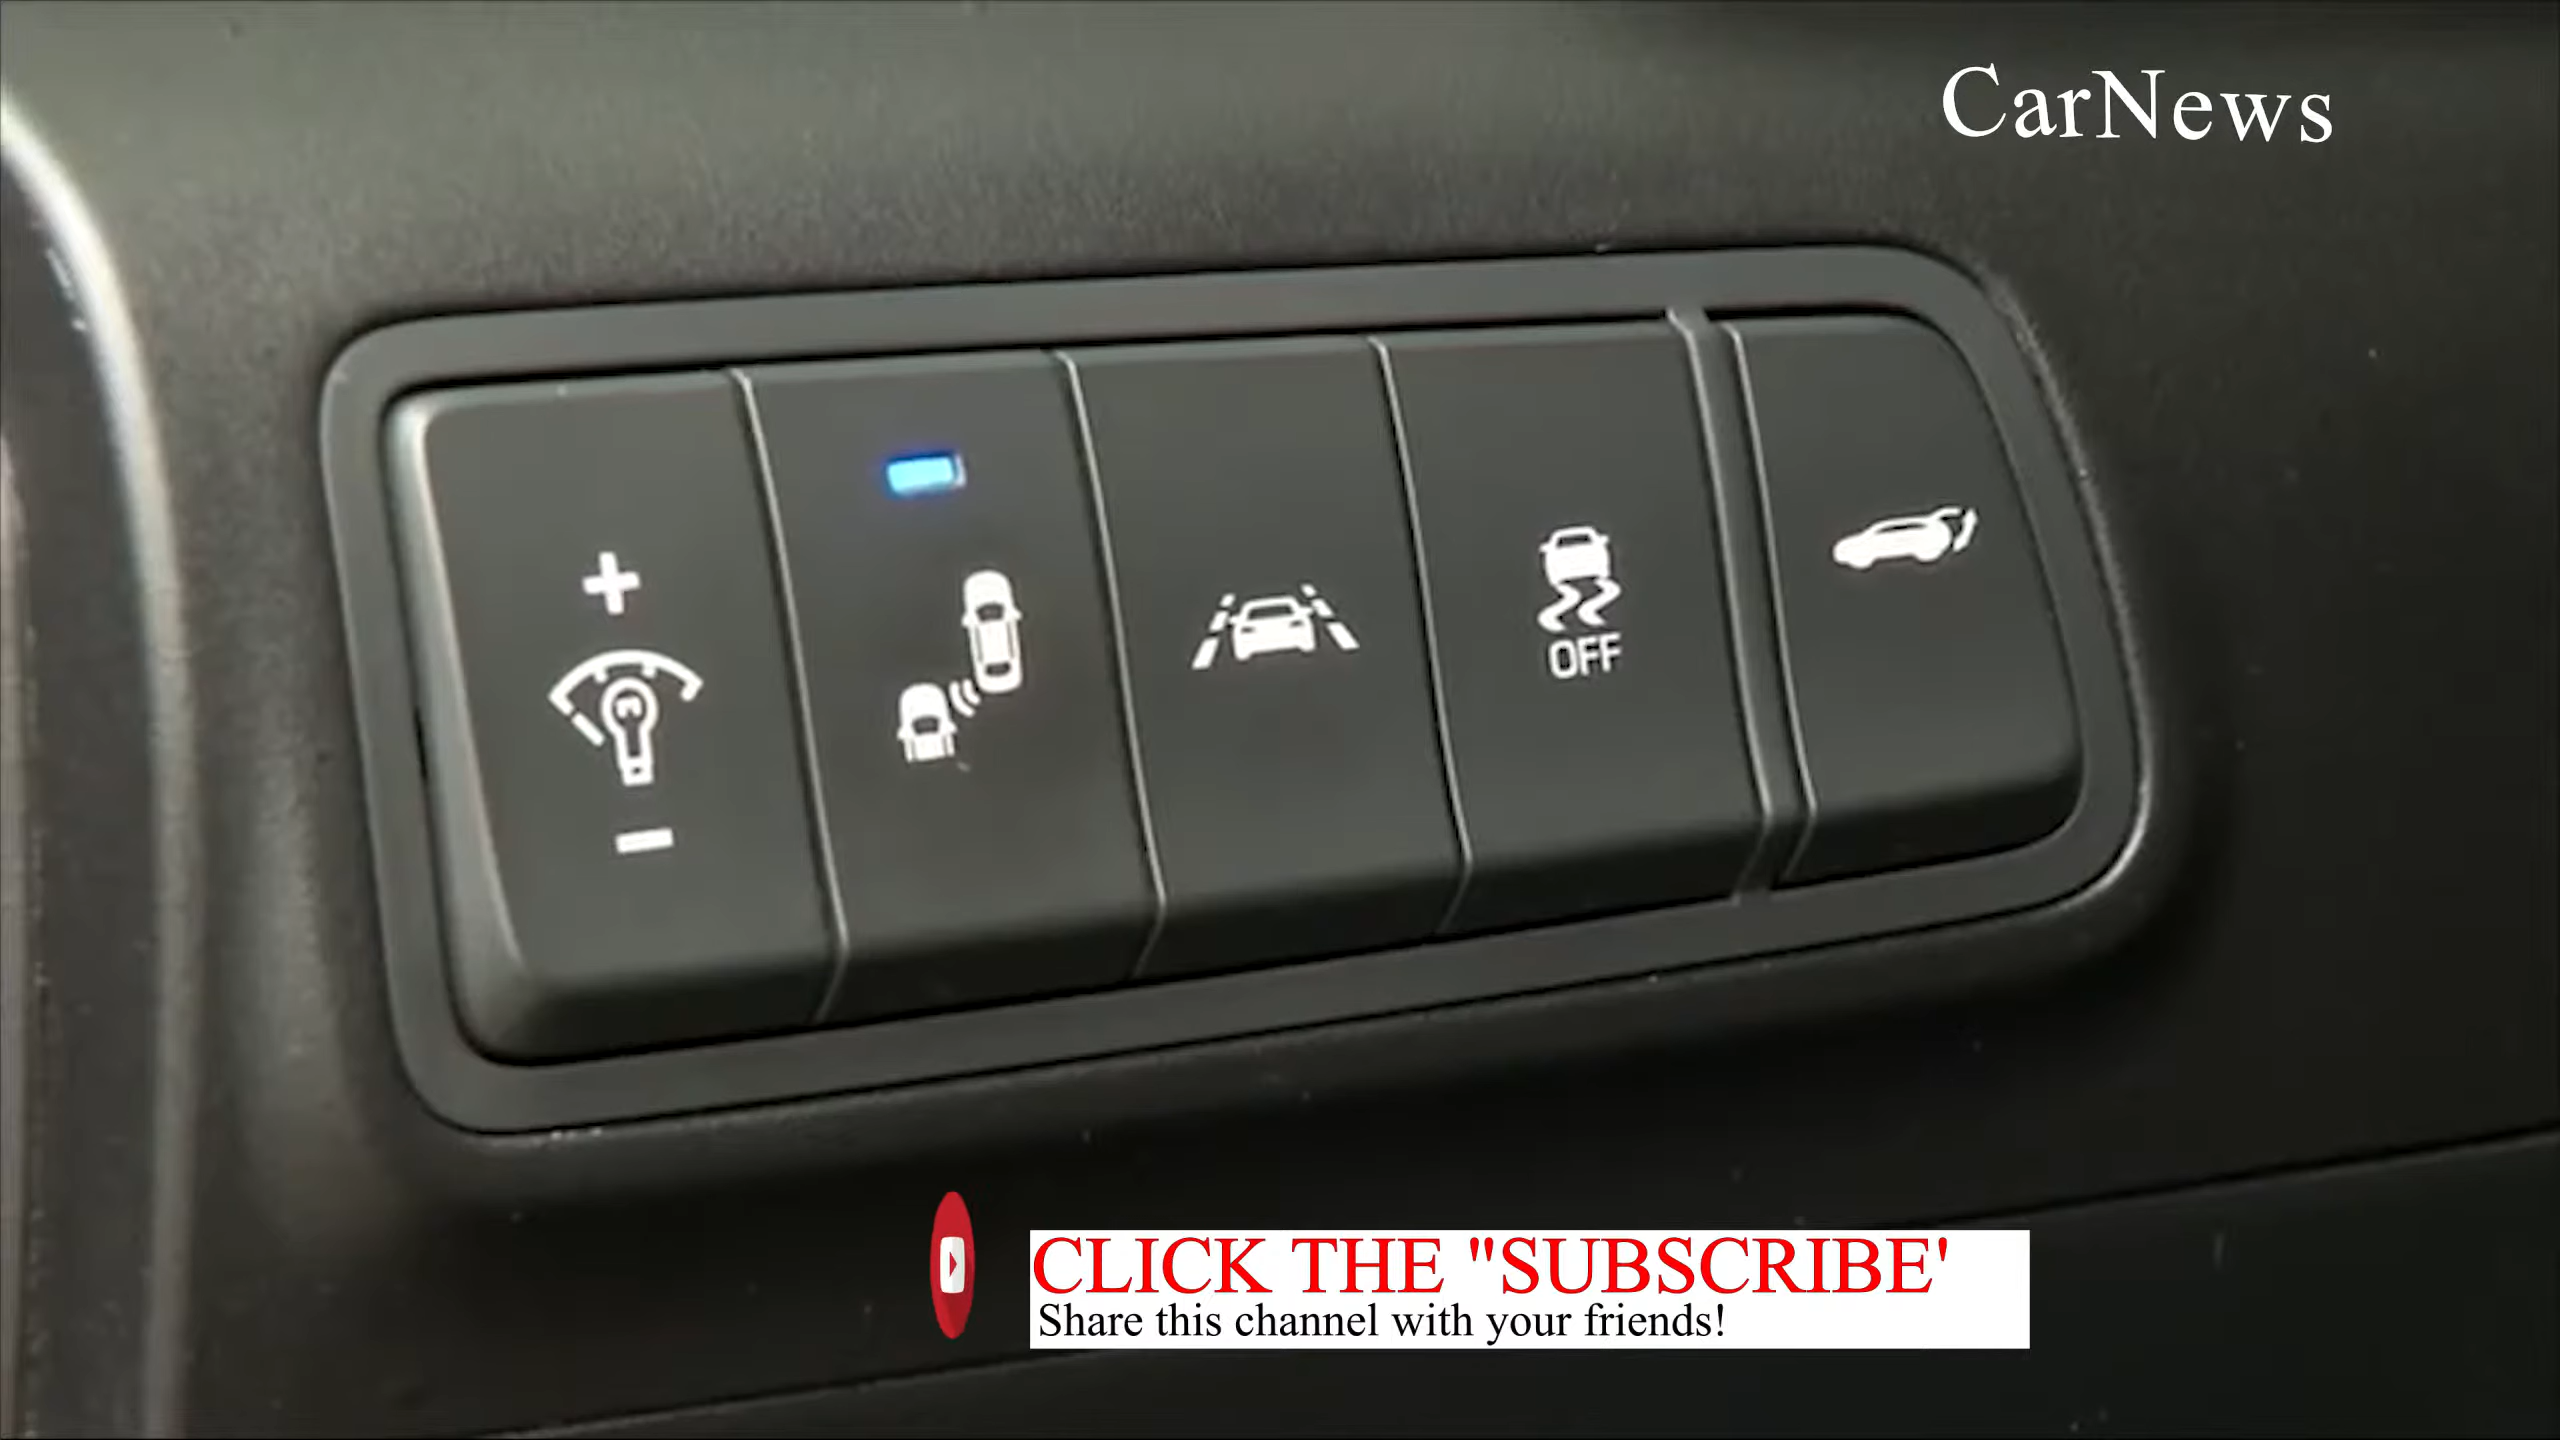 CarNews
+
OFF
−
CLICK THE "SUBSCRIBE'
Share this channel with your friends!